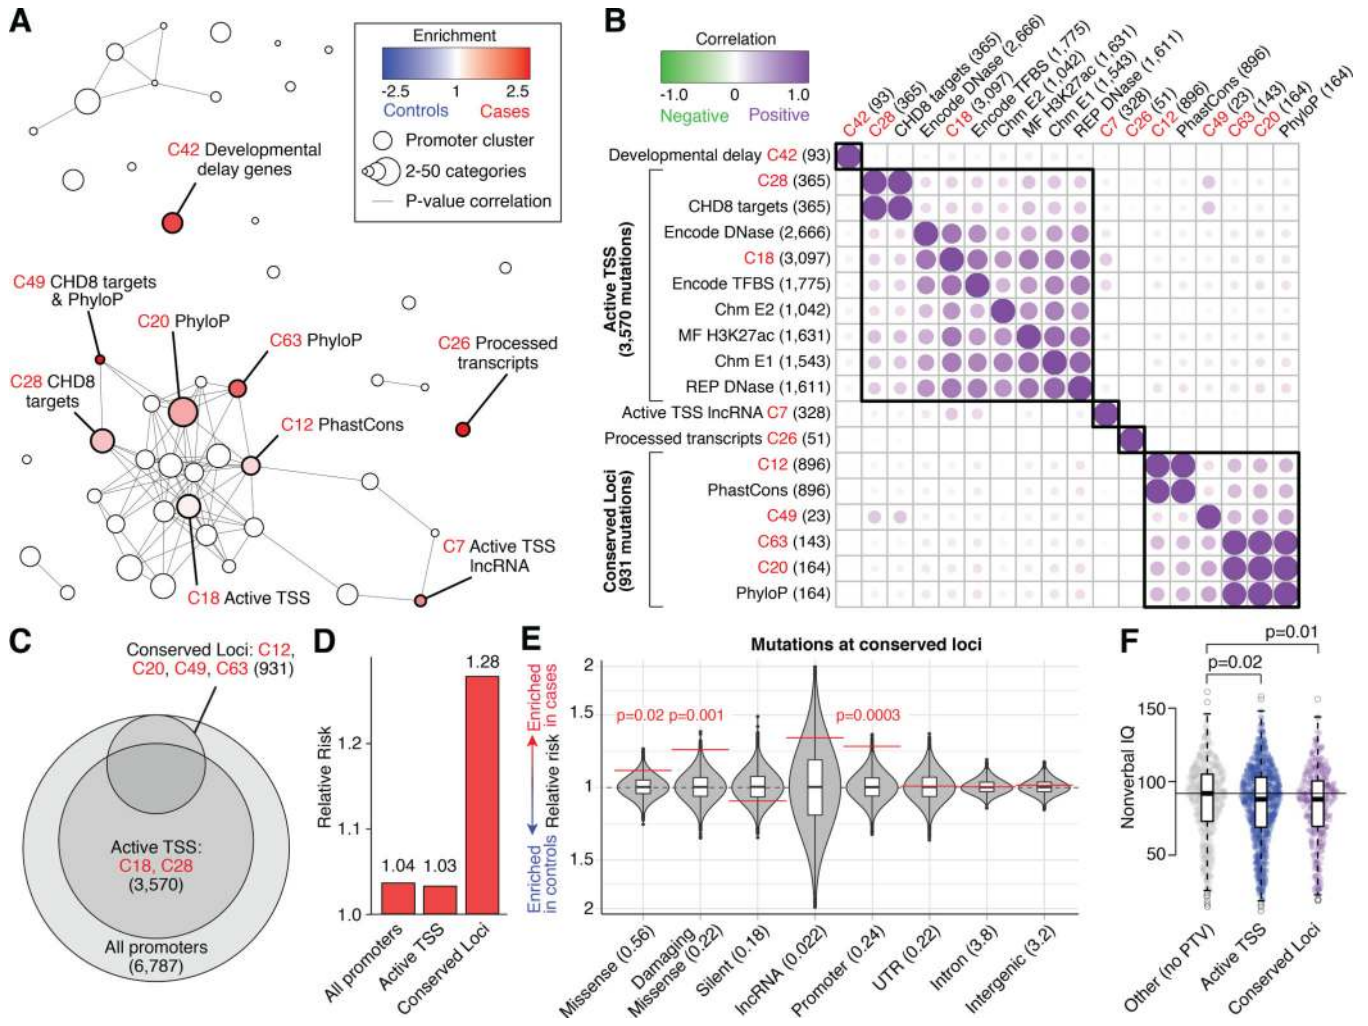 A
Enrichment
-2.5 1 2.5
Controls Cases
Promoter cluster
2-50 categories
P-value correlation
C42 Developmental
delay genes
C49 CHD8 targets
& PhyloP
C20 PhyloP
C63 PhyloP
C26 Processed
transcripts
C28 CHD8
targets
C12 PhastCons
C7 Active TSS
lncRNA
C18 Active TSS
B
Correlation
-1.0 0 1.0
Negative Positive
C42 (93)
C28 (365)
CHD8 targets (365)
Encode DNase (2,666)
C18 (3,097)
Encode TFBS (1,775)
Chm E2 (1,042)
MF H3K27ac (1,631)
Chm E1 (1,543)
REP DNase (1,611)
C7 (328)
C26 (51)
C12 (896)
PhastCons (896)
C49 (23)
C63 (143)
C20 (164)
PhyloP (164)
Developmental delay C42 (93)
Active TSS
(3,570 mutations)
C28 (365)
CHD8 targets (365)
Encode DNase (2,666)
C18 (3,097)
Encode TFBS (1,775)
Chm E2 (1,042)
MF H3K27ac (1,631)
Chm E1 (1,543)
REP DNase (1,611)
Active TSS lncRNA C7 (328)
Processed transcripts C26 (51)
Conserved Loci
(931 mutations)
C12 (896)
PhastCons (896)
C49 (23)
C63 (143)
C20 (164)
PhyloP (164)
C
Conserved Loci: C12,
C20, C49, C63 (931)
Active TSS:
C18, C28
(3,570)
All promoters
(6,787)
D
Relative Risk
1.2
1.1
1.0
1.04
1.03
1.28
All promoters
Active TSS
Conserved Loci
E
Mutations at conserved loci
Enriched
in cases
Relative risk
Enriched
in controls
2
1.5
1
1.5
2
p=0.02 p=0.001 p=0.0003
Missense (0.56)
Damaging
Missense (0.22)
Silent (0.18)
lncRNA (0.022)
Promoter (0.24)
UTR (0.22)
Intron (3.8)
Intergenic (3.2)
F
p=0.01
p=0.02
Nonverbal IQ
150
100
50
Other (no PTV)
Active TSS
Conserved Loci